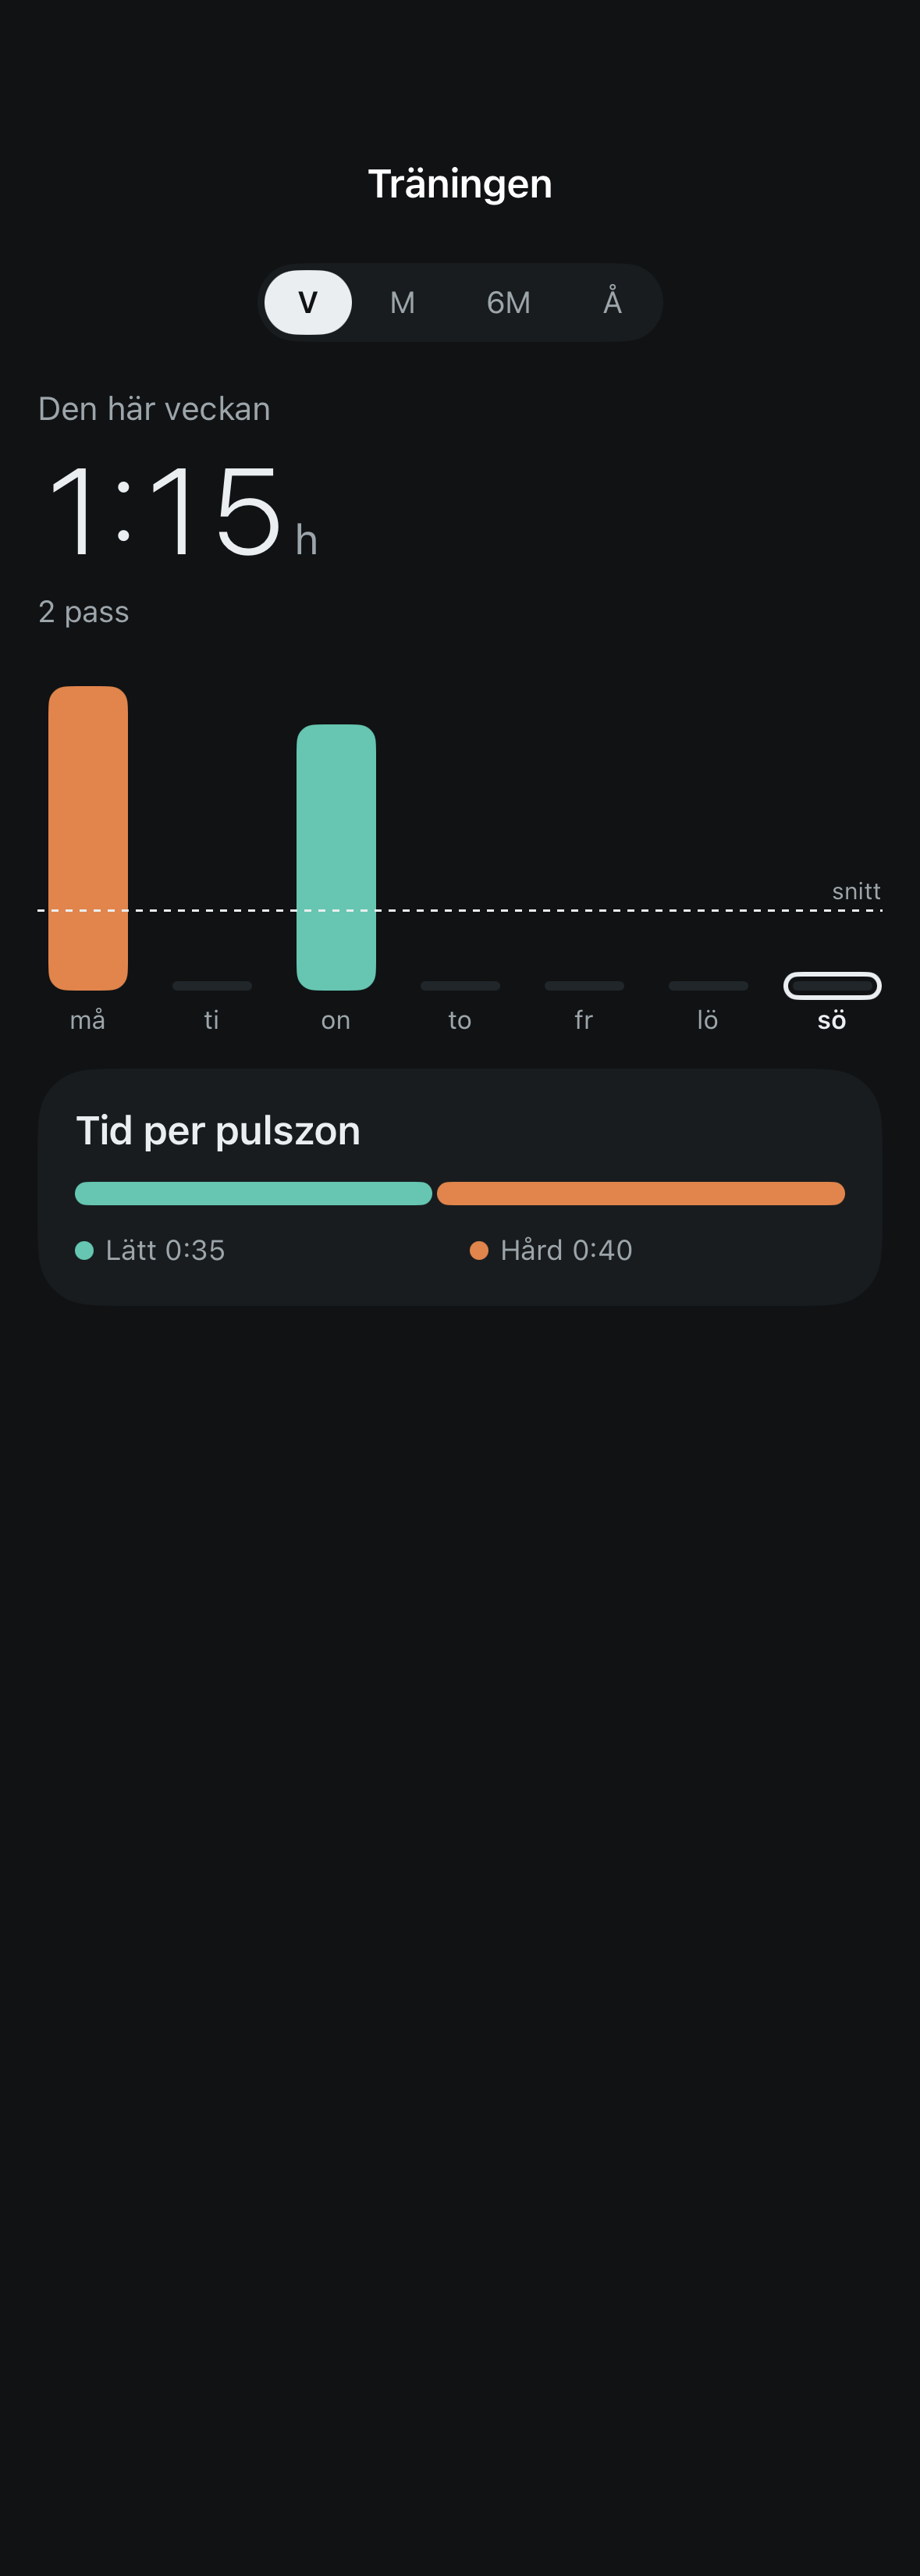 Träningen
V M 6M Å
Den här veckan
1:15 h
2 pass
snitt
må ti on to fr lö sö
Tid per pulszon
Lätt 0:35 Hård 0:40